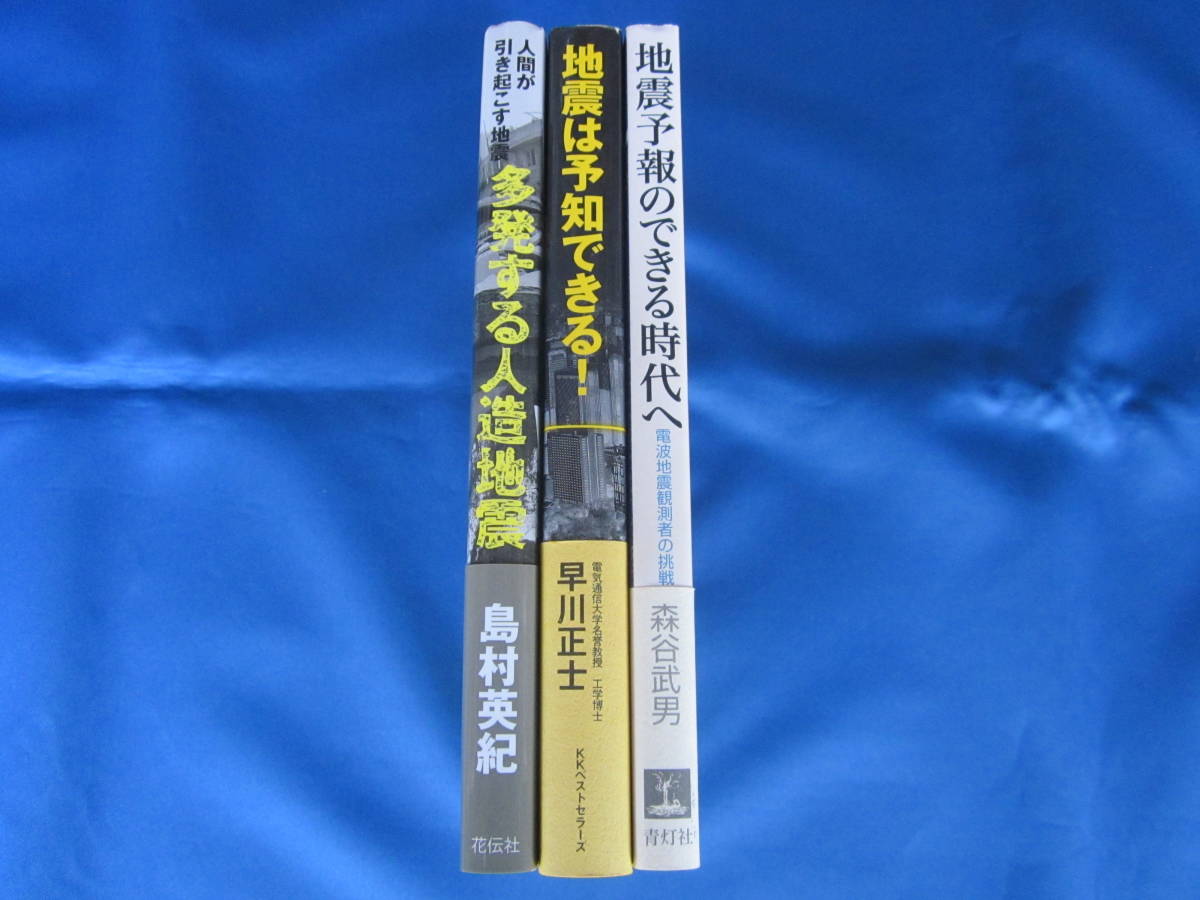 人間が
引き起こす地震
多発する人造地震
島村英紀
花伝社
地震は予知できる!
電気通信大学名誉教授 工学博士
早川正士
KKベストセラーズ
地震予報のできる時代へ
電波地震観測者の挑戦
森谷武男
青灯社